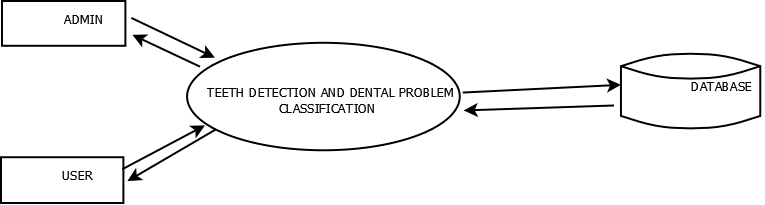 ADMIN
TEETH DETECTION AND DENTAL PROBLEM
CLASSIFICATION
DATABASE
USER